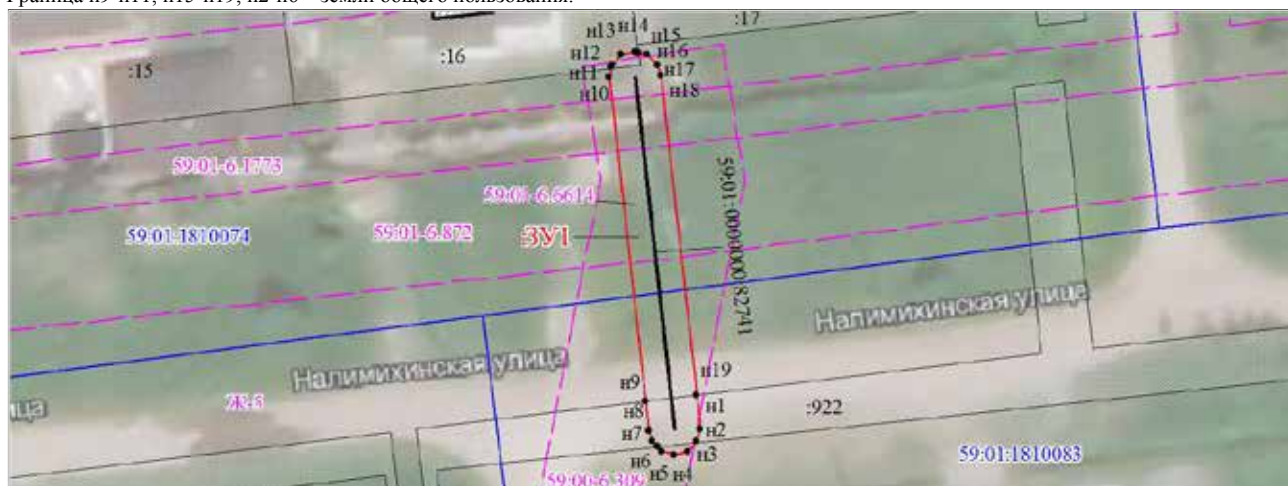 Граница н9-н11, н13-н19, н2-н6 – земли общего пользования.
:17
н14
н13
н15
н12
н16
:16
:15
н11
н17
н10
н18
59:01-6.1773
59:01-6.6614
59:01:0000000:82741
59:01:1810074
59:01-6.872
:ЗУ1
Налимихинская улица
Налимихинская улица
н9
н19
Ж-5
ица
н8
н1
:922
н7
н2
н6
н3
н5
н4
59:01:1810083
59:00-6.309